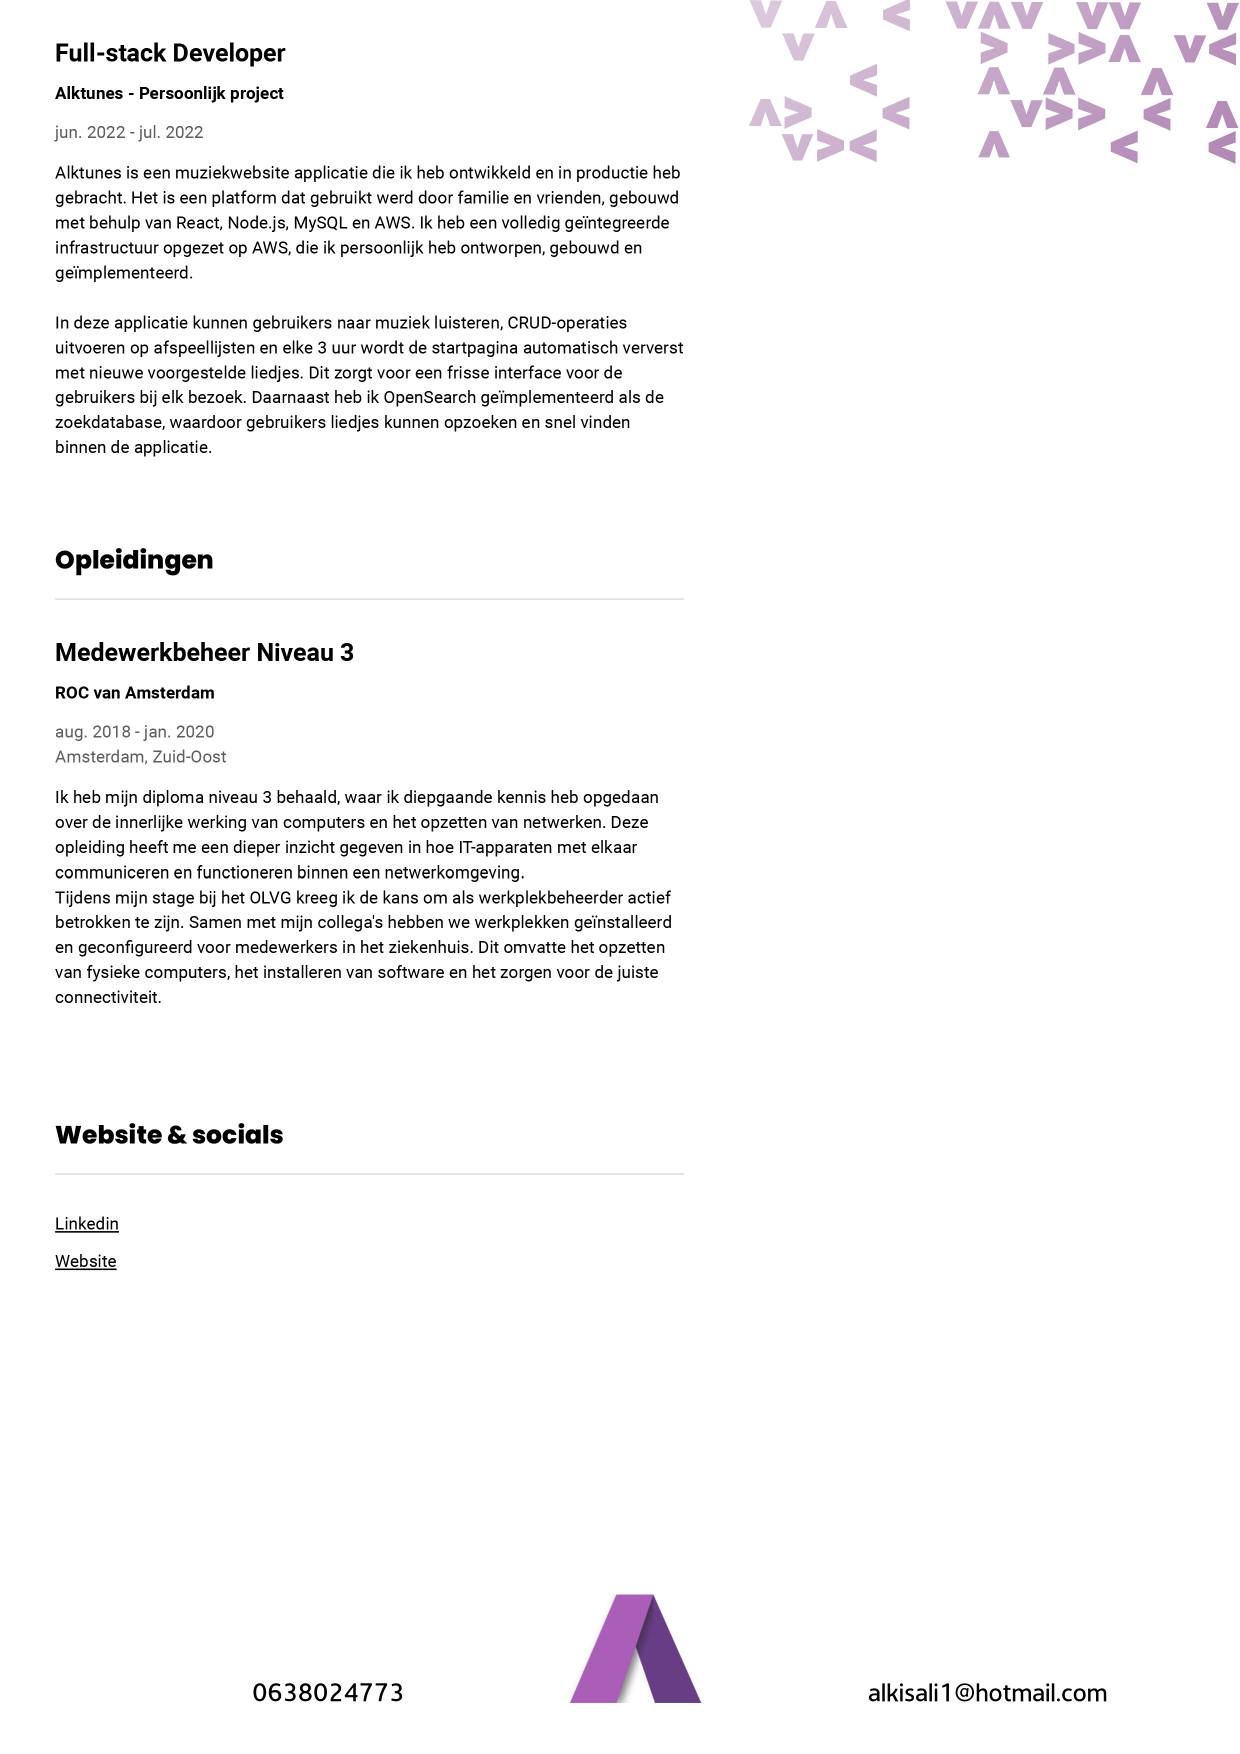 Full-stack Developer
Alktunes - Persoonlijk project
jun. 2022 - jul. 2022
Alktunes is een muziekwebsite applicatie die ik heb ontwikkeld en in productie heb
gebracht. Het is een platform dat gebruikt werd door familie en vrienden, gebouwd
met behulp van React, Node.js, MySQL en AWS. Ik heb een volledig geïntegreerde
infrastructuur opgezet op AWS, die ik persoonlijk heb ontworpen, gebouwd en
geïmplementeerd.
In deze applicatie kunnen gebruikers naar muziek luisteren, CRUD-operaties
uitvoeren op afspeellijsten en elke 3 uur wordt de startpagina automatisch ververst
met nieuwe voorgestelde liedjes. Dit zorgt voor een frisse interface voor de
gebruikers bij elk bezoek. Daarnaast heb ik OpenSearch geïmplementeerd als de
zoekdatabase, waardoor gebruikers liedjes kunnen opzoeken en snel vinden
binnen de applicatie.
Opleidingen
Medewerkbeheer Niveau 3
ROC van Amsterdam
aug. 2018 - jan. 2020
Amsterdam, Zuid-Oost
Ik heb mijn diploma niveau 3 behaald, waar ik diepgaande kennis heb opgedaan
over de innerlijke werking van computers en het opzetten van netwerken. Deze
opleiding heeft me een dieper inzicht gegeven in hoe IT-apparaten met elkaar
communiceren en functioneren binnen een netwerkomgeving.
Tijdens mijn stage bij het OLVG kreeg ik de kans om als werkplekbeheerder actief
betrokken te zijn. Samen met mijn collega's hebben we werkplekken geïnstalleerd
en geconfigureerd voor medewerkers in het ziekenhuis. Dit omvatte het opzetten
van fysieke computers, het installeren van software en het zorgen voor de juiste
connectiviteit.
Website & socials
Linkedin
Website
0638024773
alkisali1@hotmail.com